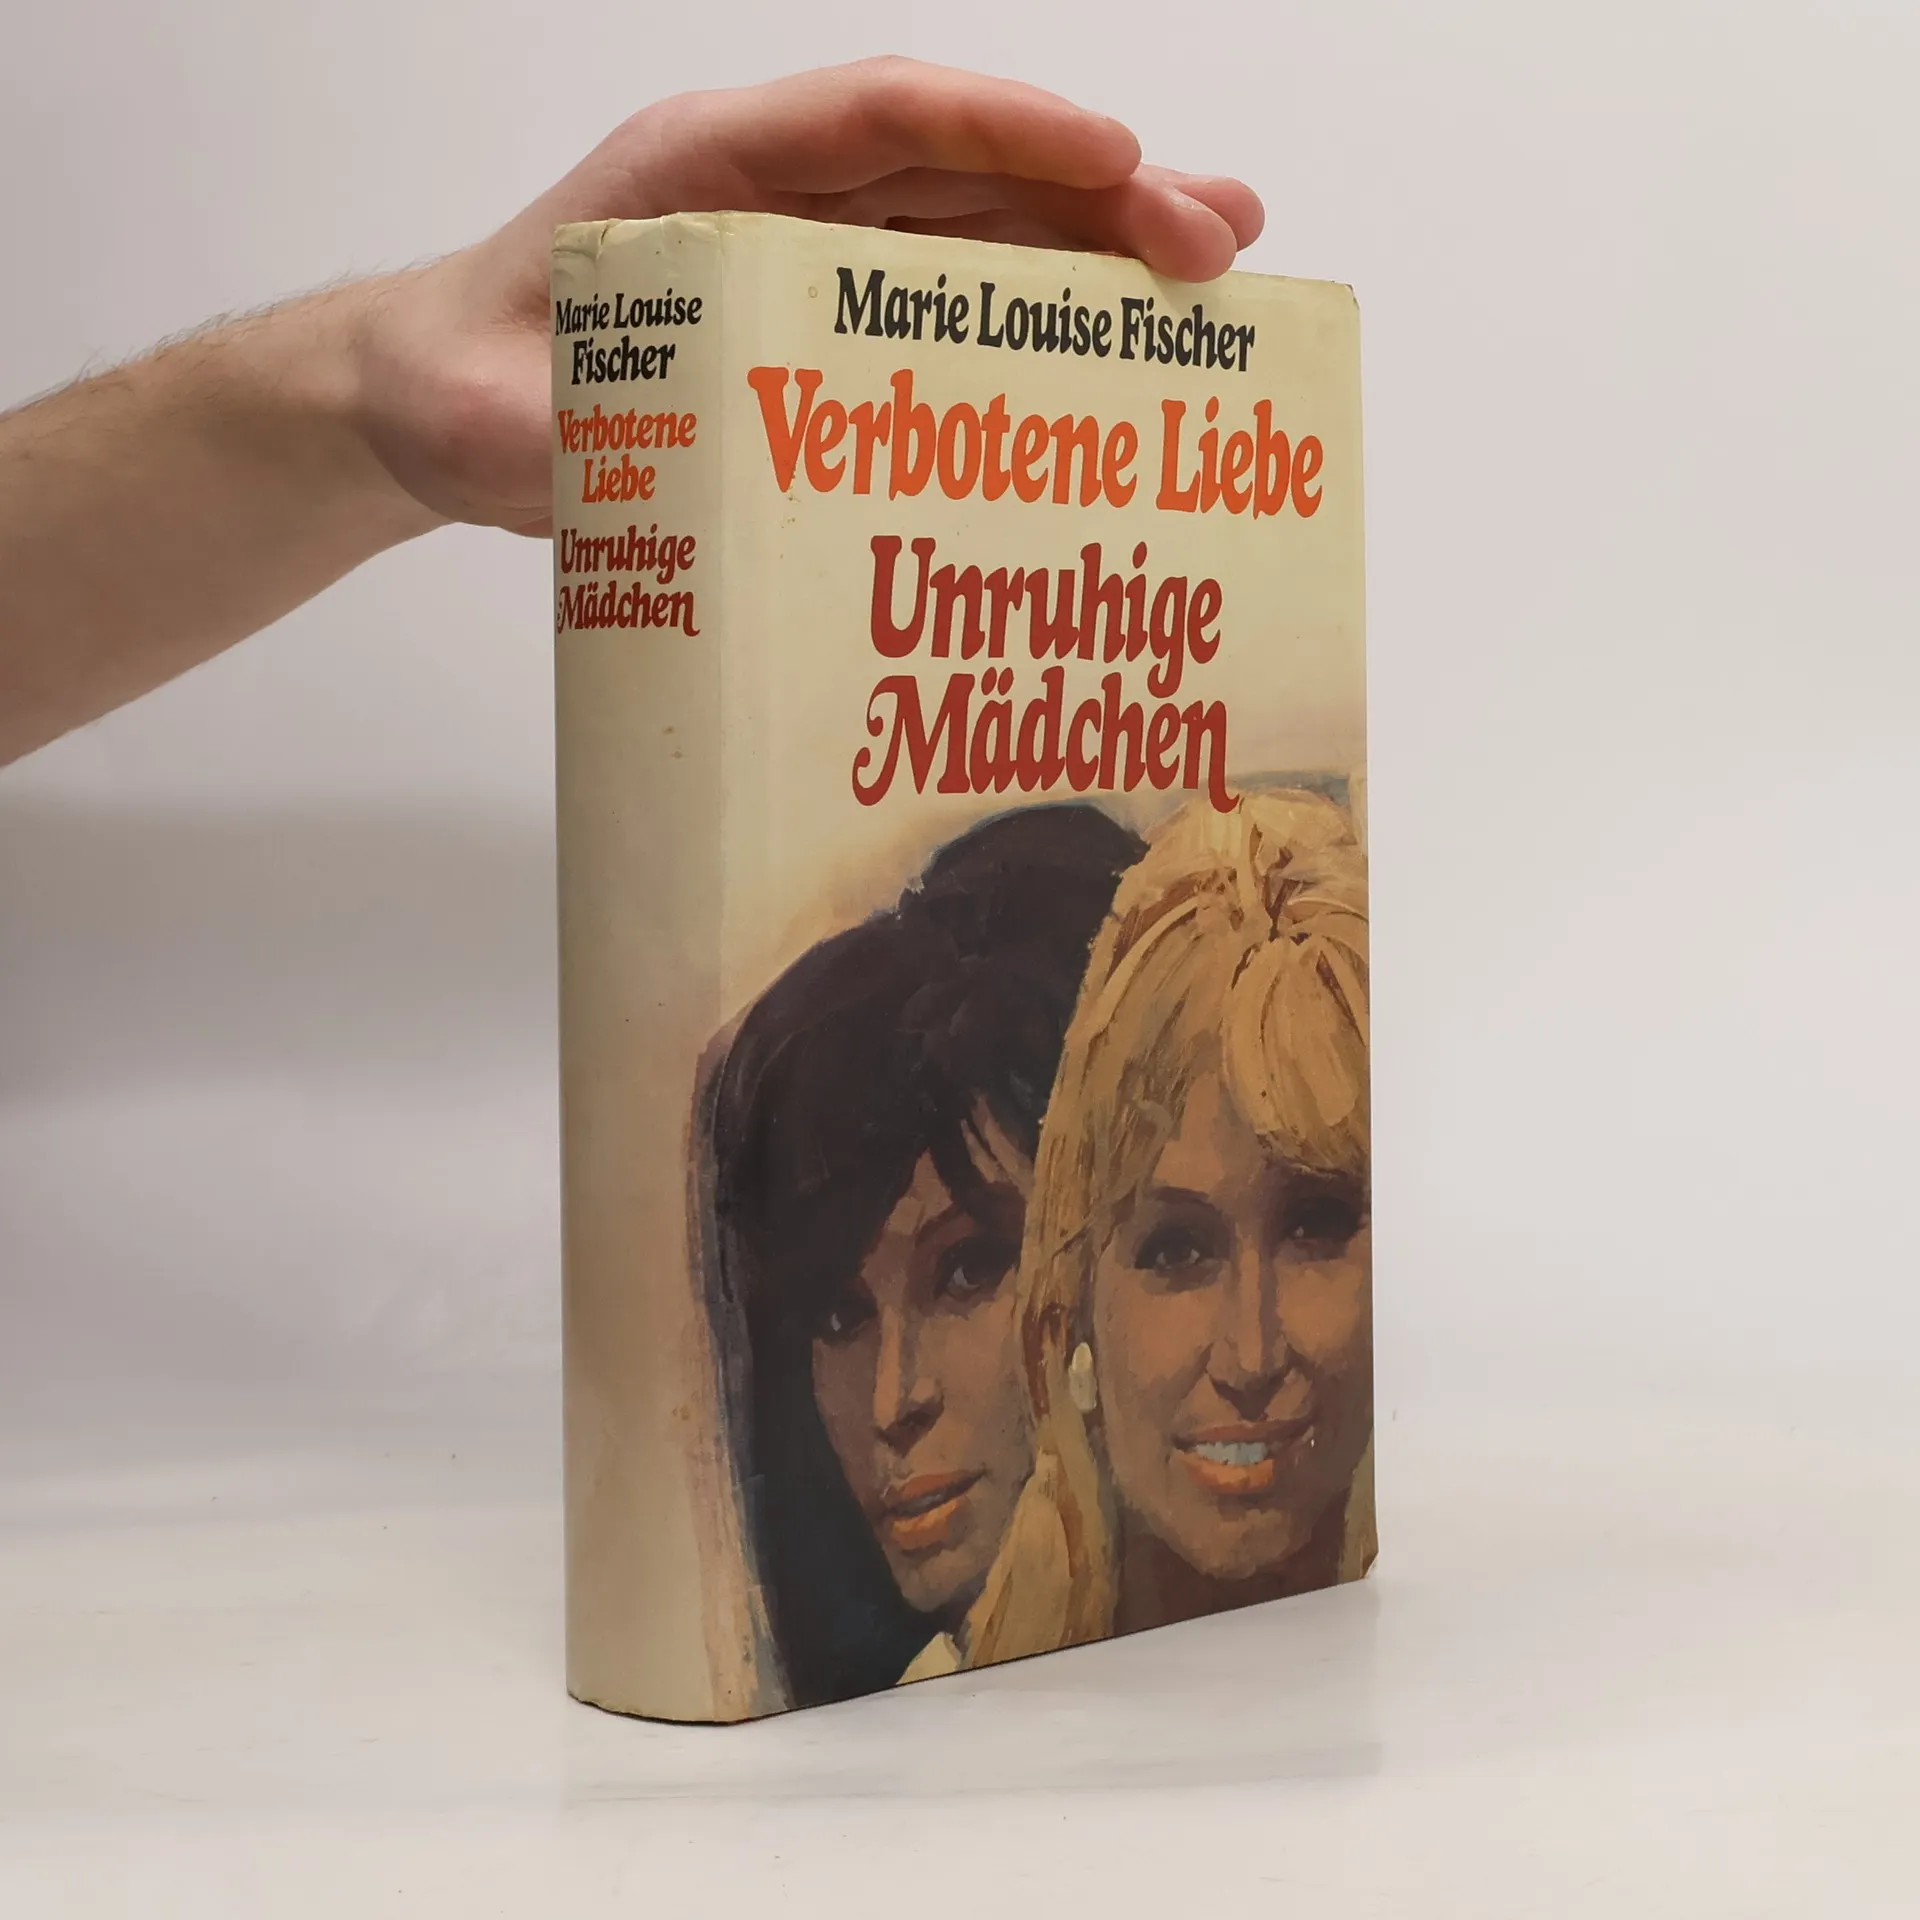 Marie Louise
Fischer
Verbotene
Liebe
Unruhige
Mädchen
Marie Louise Fischer
Verbotene Liebe
Unruhige
Mädchen